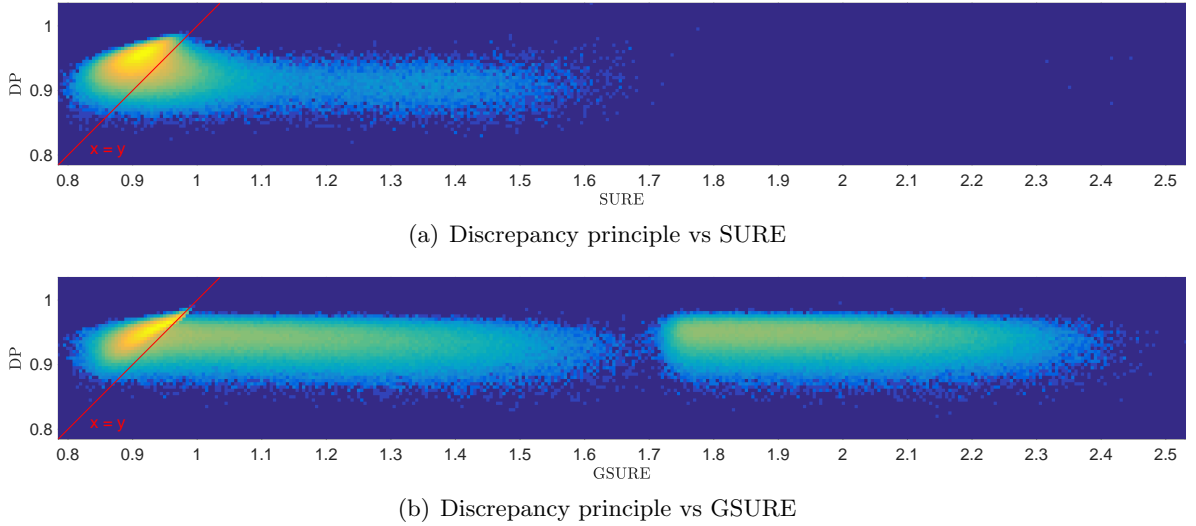 1
DP
0.9
0.8
x = y
0.8 0.9 1 1.1 1.2 1.3 1.4 1.5 1.6 1.7 1.8 1.9 2 2.1 2.2 2.3 2.4 2.5
SURE
(a) Discrepancy principle vs SURE
1
DP
0.9
0.8
x = y
0.8 0.9 1 1.1 1.2 1.3 1.4 1.5 1.6 1.7 1.8 1.9 2 2.1 2.2 2.3 2.4 2.5
GSURE
(b) Discrepancy principle vs GSURE